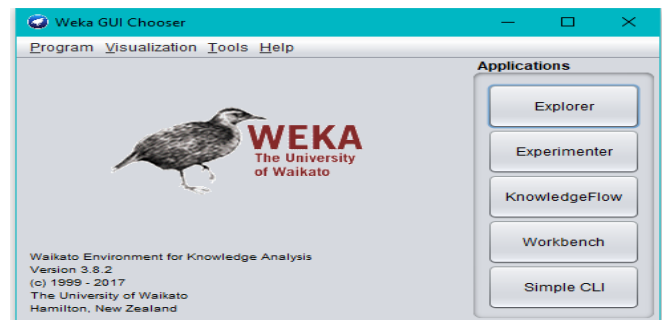 Weka GUI Chooser
Program Visualization Tools Help
Applications
WEKA
The University
of Waikato
Explorer
Experimenter
KnowledgeFlow
Workbench
Simple CLI
Waikato Environment for Knowledge Analysis
Version 3.8.2
(c) 1999 - 2017
The University of Waikato
Hamilton, New Zealand